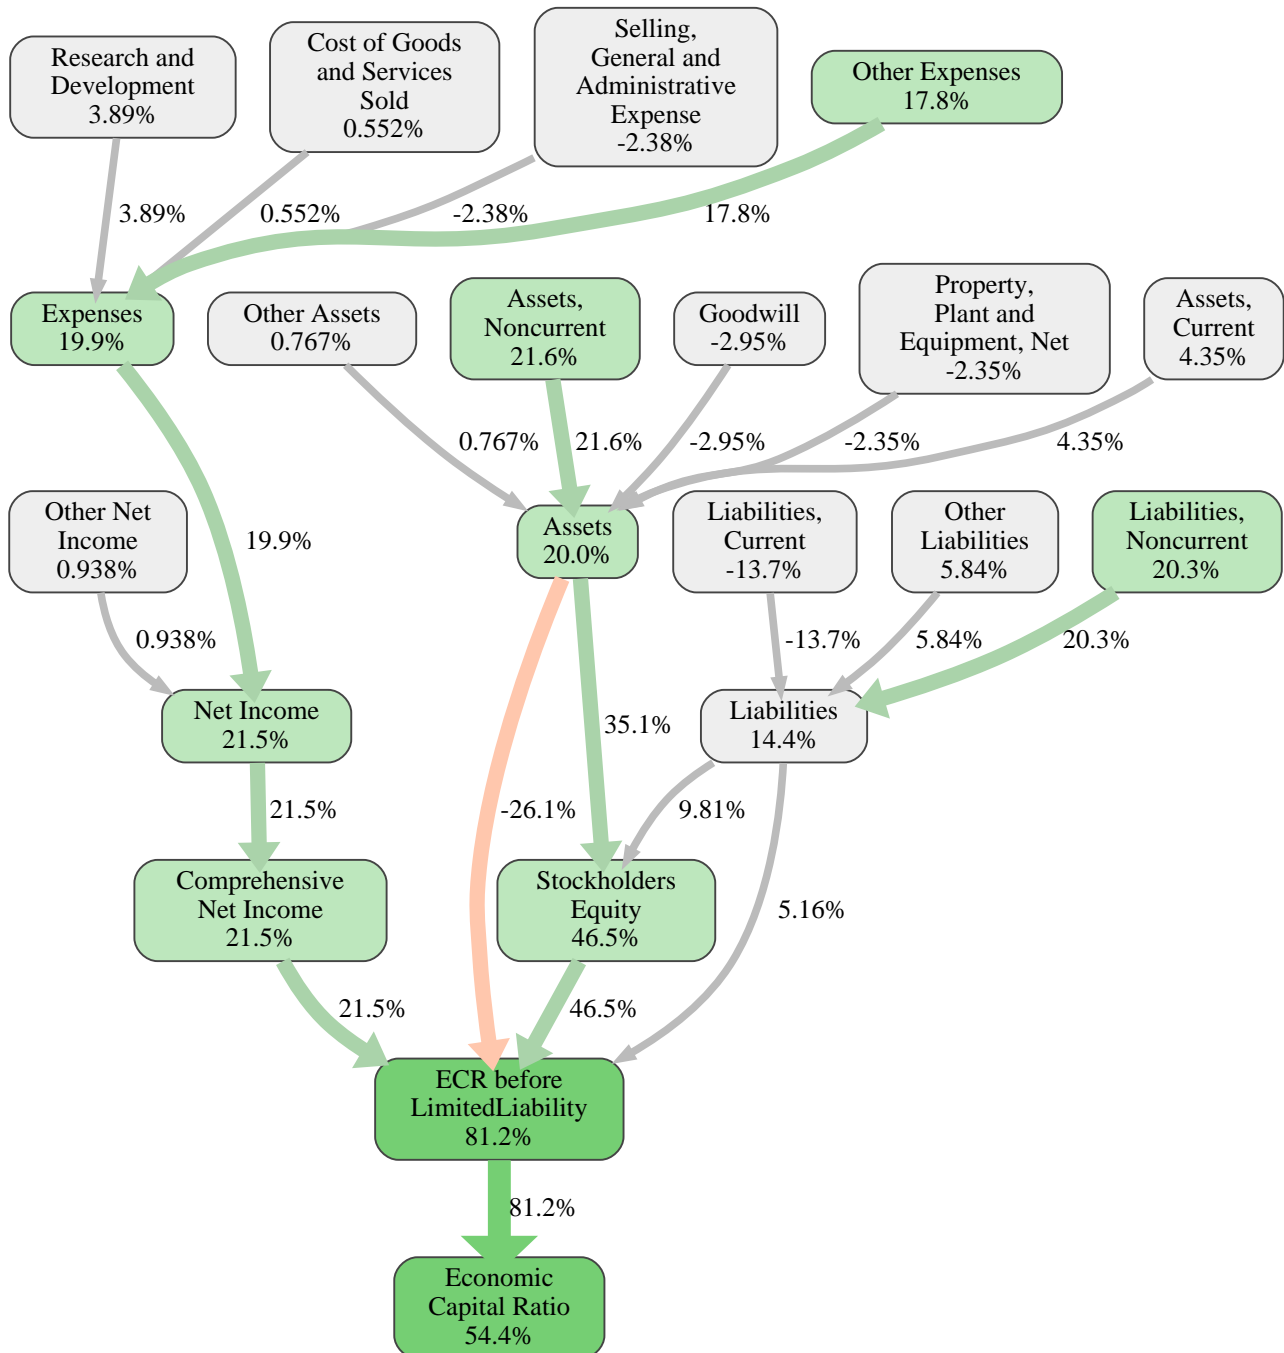 Research and
Development
3.89%
Cost of Goods
and Services
Sold
0.552%
Selling,
General and
Administrative
Expense
-2.38%
Other Expenses
17.8%
3.89%
0.552%
-2.38%
17.8%
Expenses
19.9%
Other Assets
0.767%
Assets,
Noncurrent
21.6%
Goodwill
-2.95%
Property,
Plant and
Equipment, Net
-2.35%
Assets,
Current
4.35%
0.767%
21.6%
-2.95%
-2.35%
4.35%
Other Net
Income
0.938%
19.9%
Assets
20.0%
Liabilities,
Current
-13.7%
Other
Liabilities
5.84%
Liabilities,
Noncurrent
20.3%
0.938%
-13.7%
5.84%
20.3%
Net Income
21.5%
35.1%
Liabilities
14.4%
21.5%
-26.1%
9.81%
Comprehensive
Net Income
21.5%
Stockholders
Equity
46.5%
5.16%
21.5%
46.5%
ECR before
LimitedLiability
81.2%
81.2%
Economic
Capital Ratio
54.4%